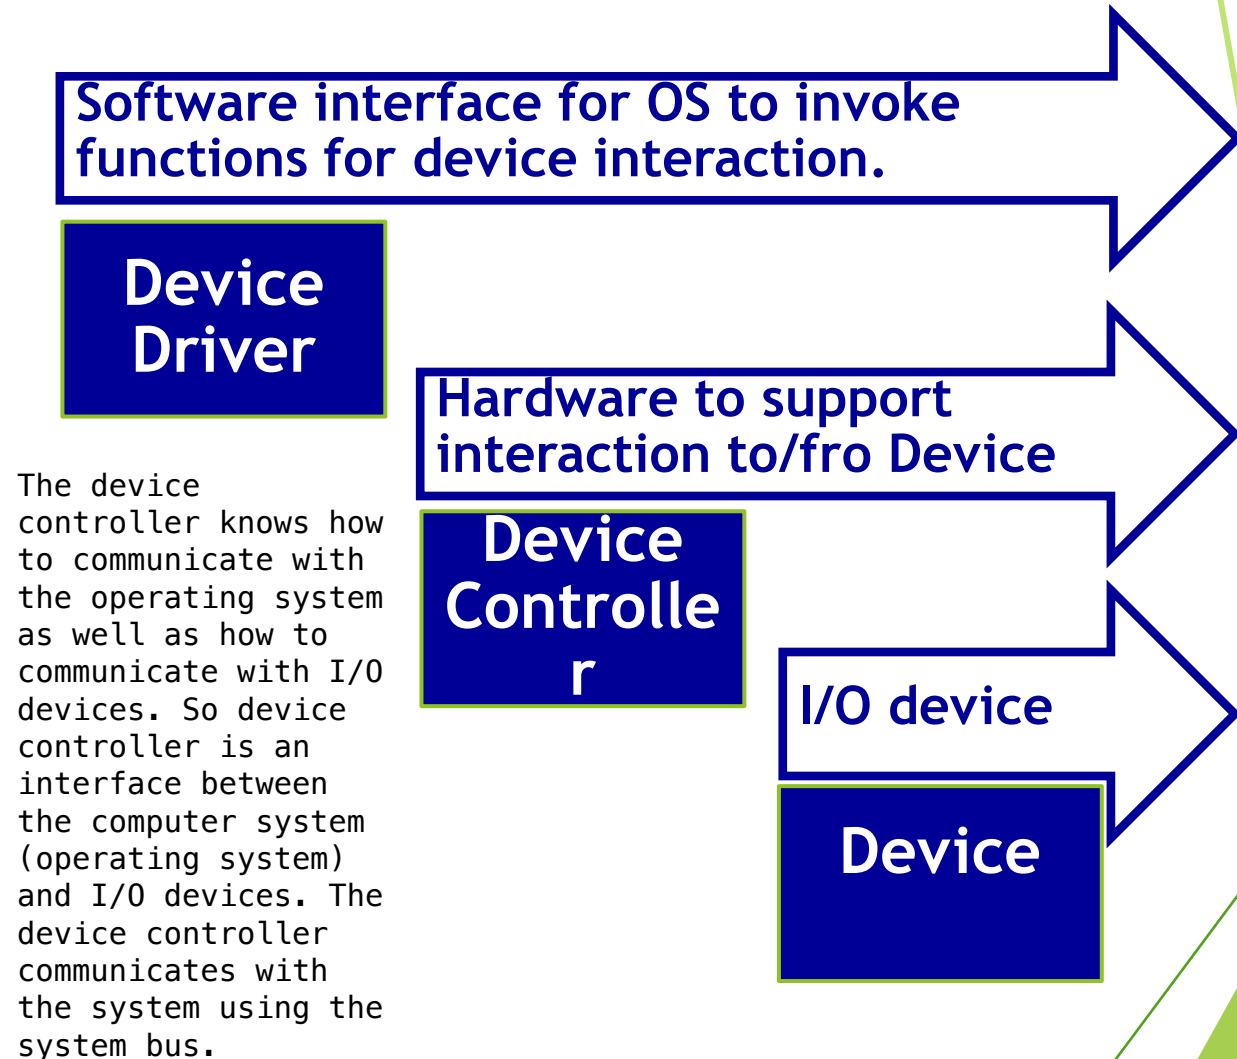 Software interface for OS to invoke
functions for device interaction.
Device
Driver
Hardware to support
interaction to/fro Device
Device
Controlle
r
I/O device
Device
The device
controller knows how
to communicate with
the operating system
as well as how to
communicate with I/O
devices. So device
controller is an
interface between
the computer system
(operating system)
and I/O devices. The
device controller
communicates with
the system using the
system bus.